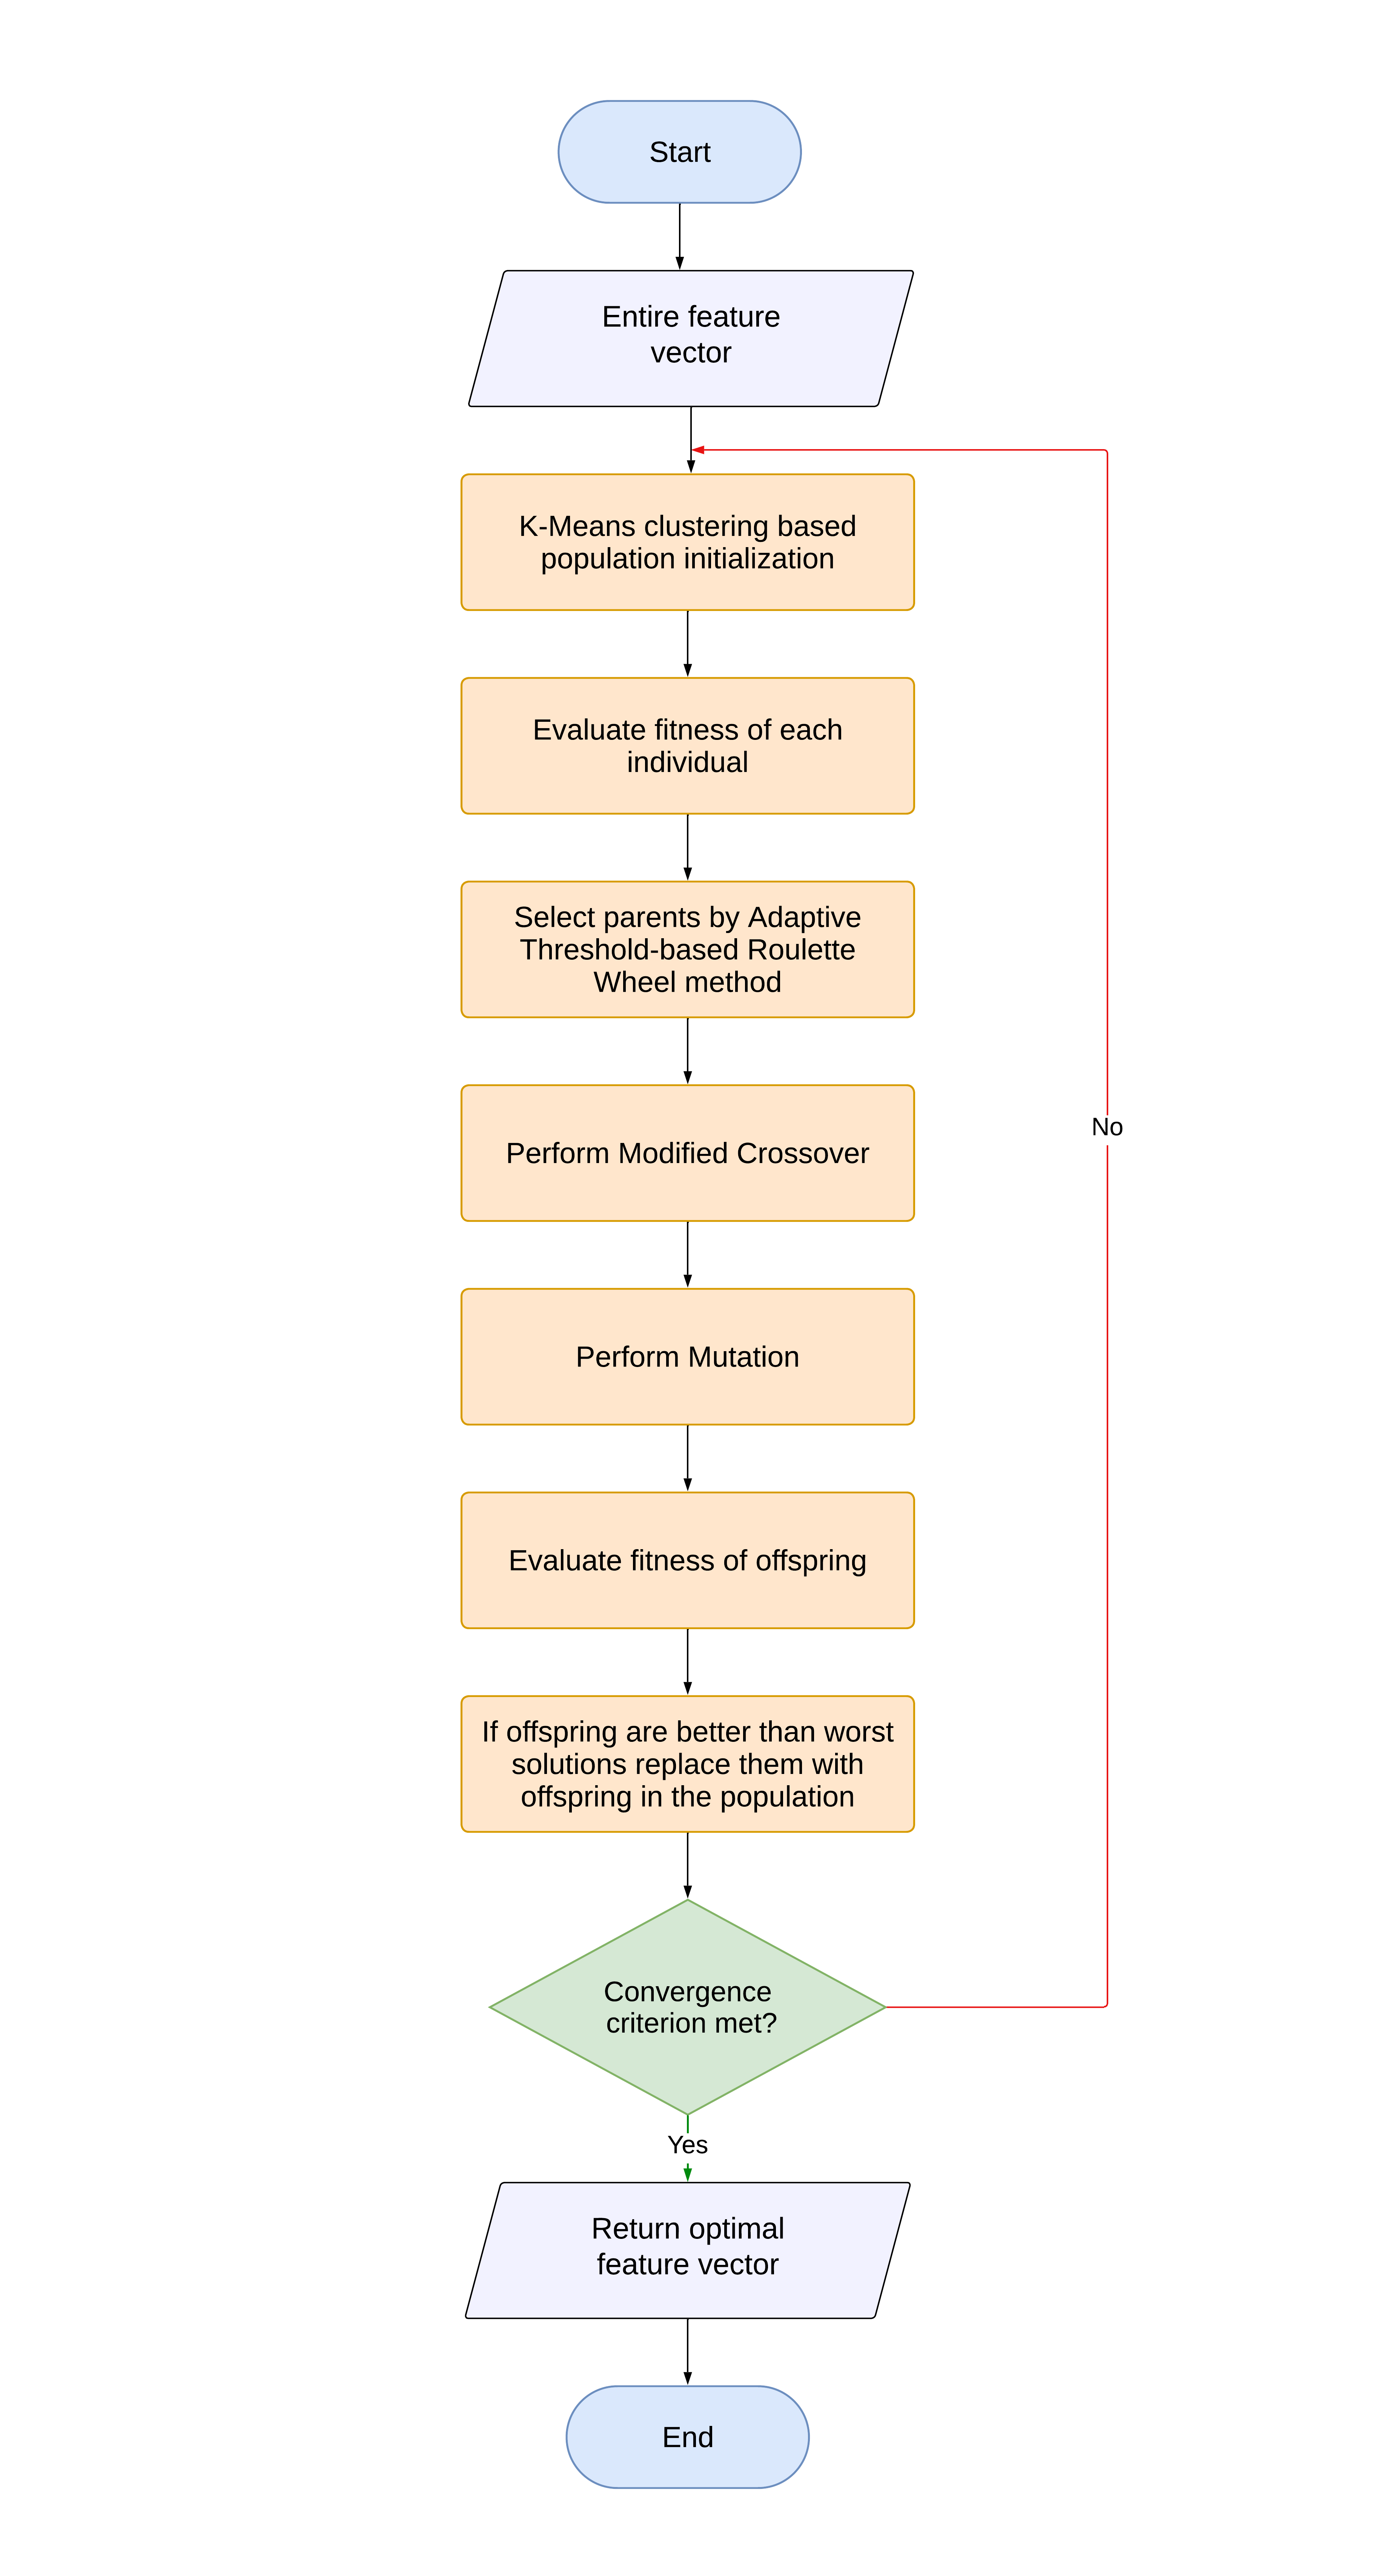 Start
Entire feature
vector
K-Means clustering based
population initialization
Evaluate fitness of each
individual
Select parents by Adaptive
Threshold-based Roulette
Wheel method
Perform Modified Crossover
No
Perform Mutation
Evaluate fitness of offspring
If offspring are better than worst
solutions replace them with
offspring in the population
Convergence
criterion met?
Yes
Return optimal
feature vector
End